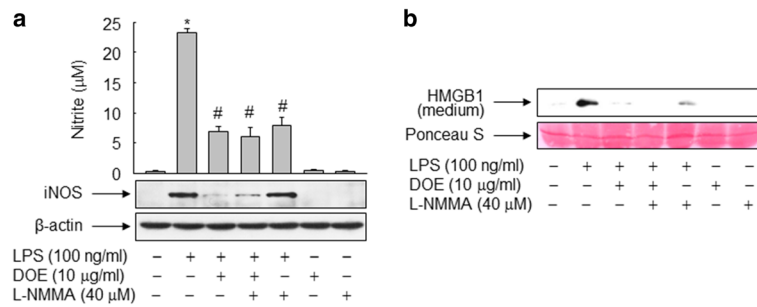 a
25
20
15
10
5
0
Nitrite (μM)
*
#
#
#
iNOS
β-actin
LPS (100 ng/ml) – + + + + – –
DOE (10 μg/ml) – – + + – + –
L-NMMA (40 μM) – – – + + – +
b
HMGB1
(medium)
Ponceau S
LPS (100 ng/ml) – + + + + – –
DOE (10 μg/ml) – – + + – + –
L-NMMA (40 μM) – – – + + – +